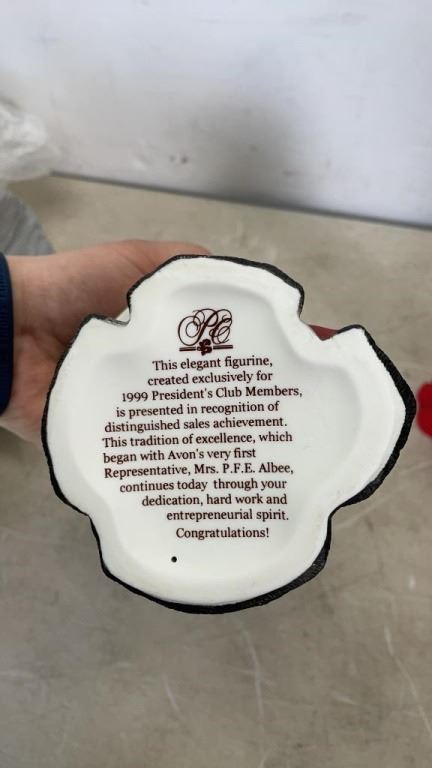 PE
This elegant figurine,
created exclusively for
1999 President's Club Members,
is presented in recognition of
distinguished sales achievement.
This tradition of excellence, which
began with Avon's very first
Representative, Mrs. P.F.E. Albee,
continues today through your
dedication, hard work and
entrepreneurial spirit.
Congratulations!